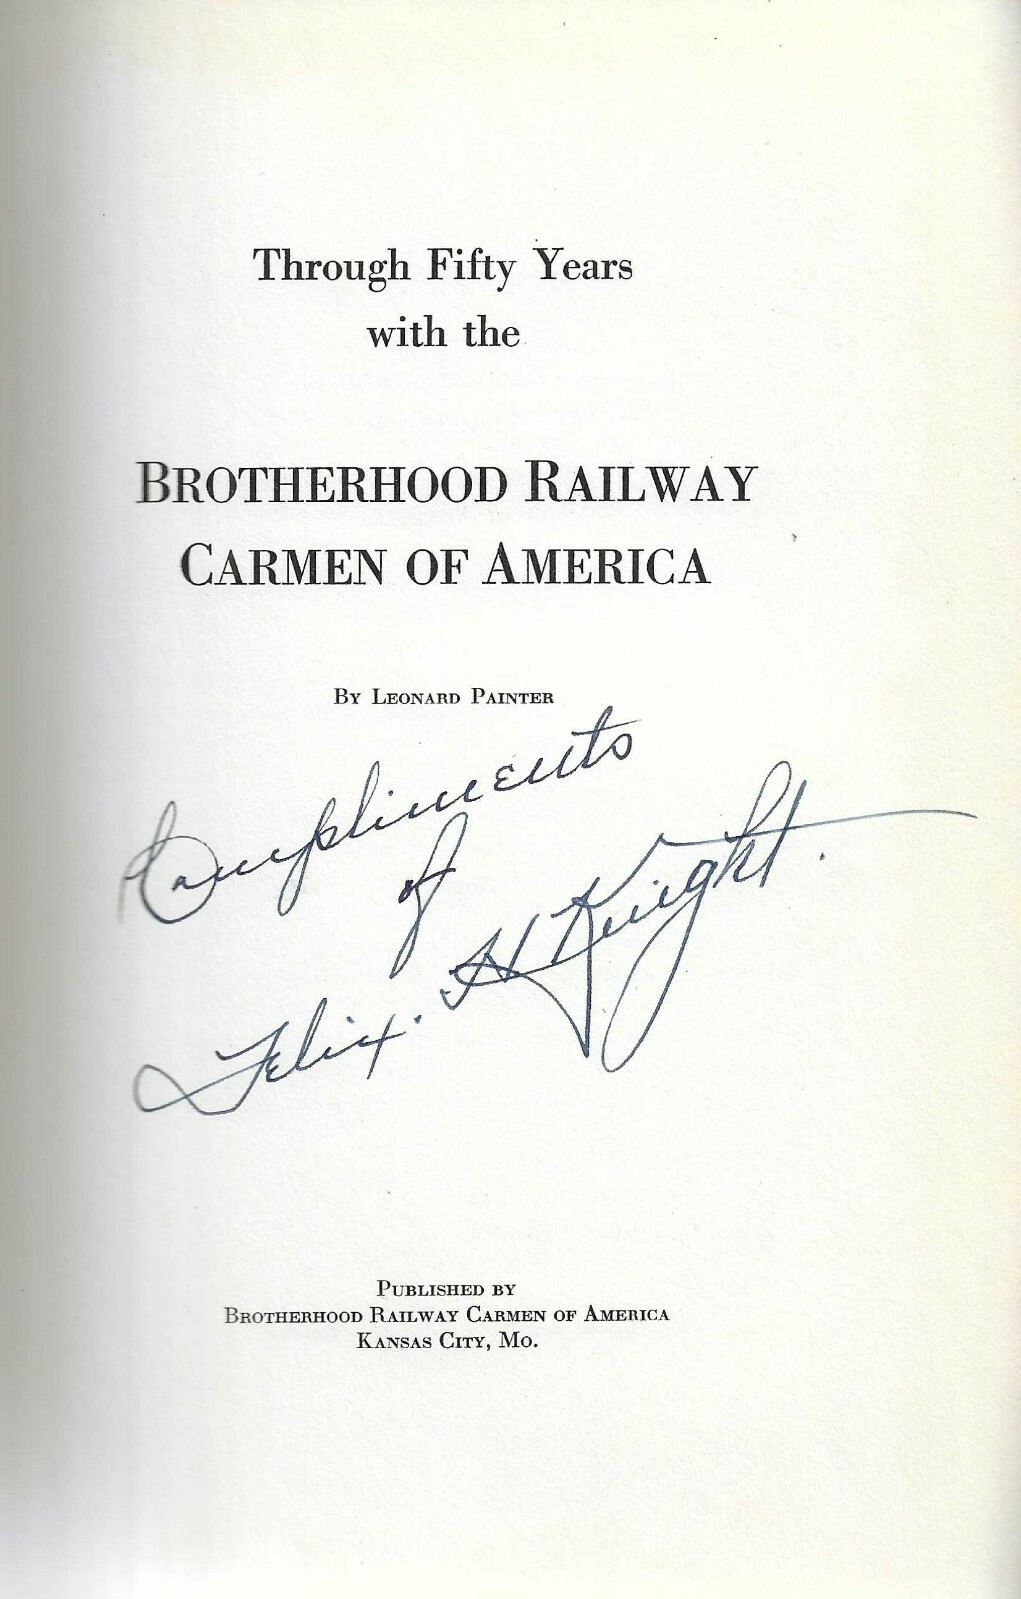 Through Fifty Years
with the
BROTHERHOOD RAILWAY
CARMEN OF AMERICA
BY LEONARD PAINTER
Compliments
of
Felix. H Knight.
PUBLISHED BY
BROTHERHOOD RAILWAY CARMEN OF AMERICA
KANSAS CITY, MO.